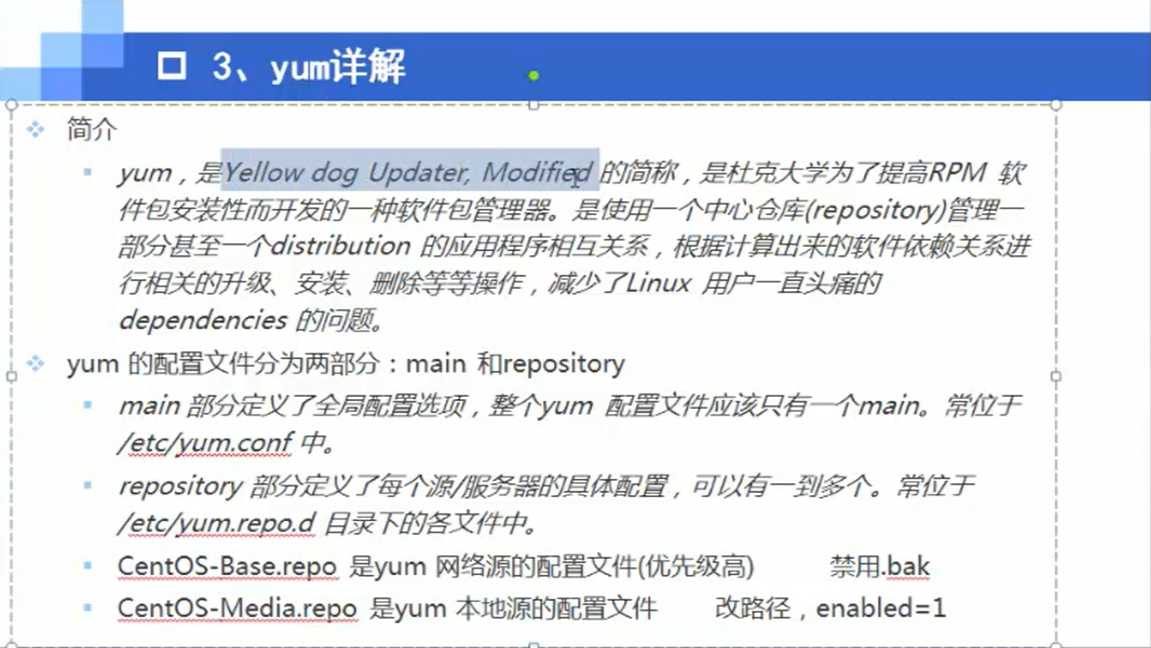 3、yum详解
简介
yum，是Yellow dog Updater, Modified 的简称，是杜克大学为了提高RPM 软
件包安装性而开发的一种软件包管理器。是使用一个中心仓库(repository)管理一
部分甚至一个distribution 的应用程序相互关系，根据计算出来的软件依赖关系进
行相关的升级、安装、删除等等操作，减少了Linux 用户一直头痛的
dependencies 的问题。
yum 的配置文件分为两部分：main 和repository
main 部分定义了全局配置选项，整个yum 配置文件应该只有一个main。常位于
/etc/yum.conf 中。
repository 部分定义了每个源/服务器的具体配置，可以有一到多个。常位于
/etc/yum.repo.d 目录下的各文件中。
CentOS-Base.repo 是yum 网络源的配置文件(优先级高) 禁用.bak
CentOS-Media.repo 是yum 本地源的配置文件 改路径，enabled=1